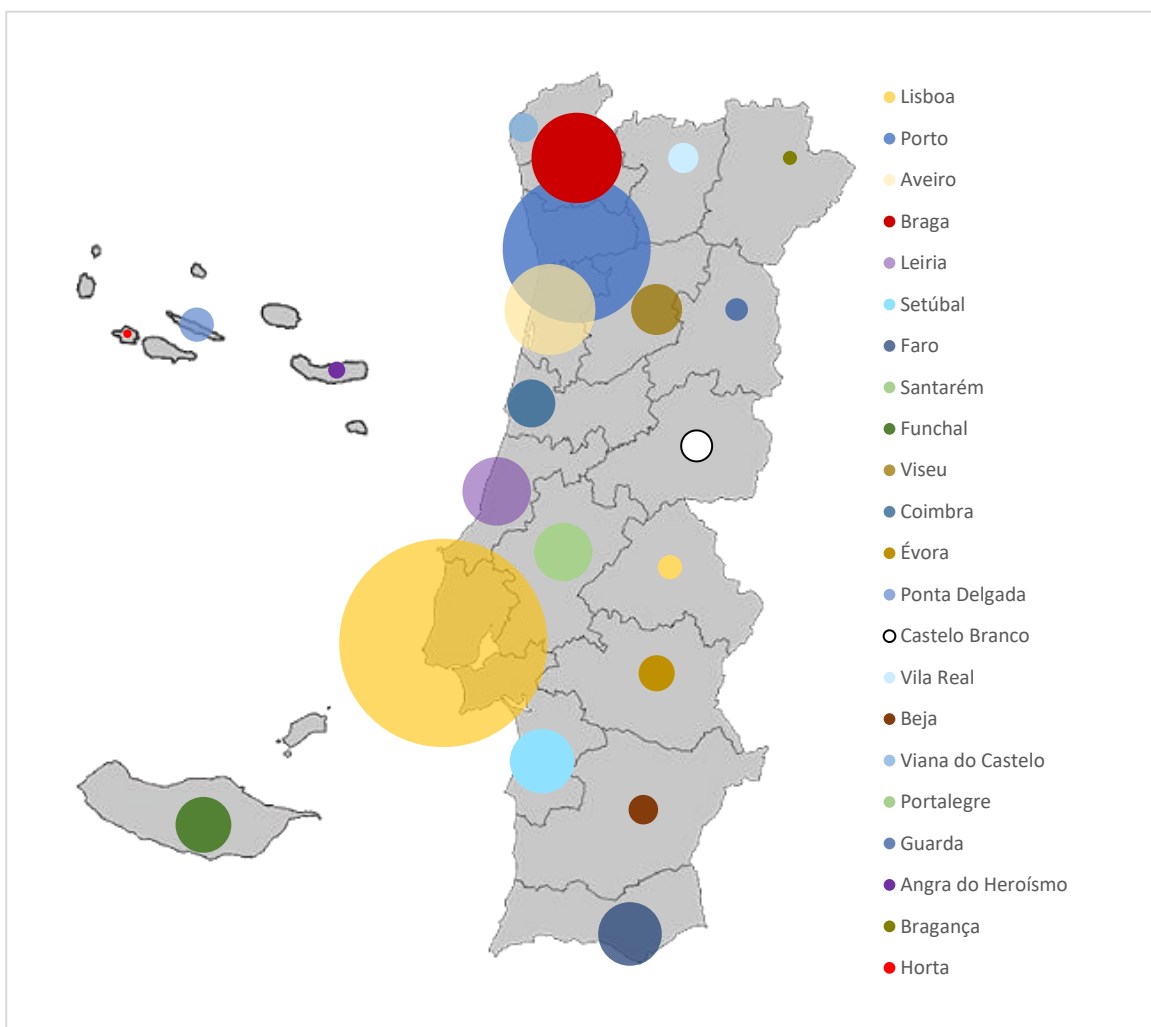 Lisboa
Porto
Aveiro
Braga
Leiria
Setúbal
Faro
Santarém
Funchal
Viseu
Coimbra
Évora
Ponta Delgada
Castelo Branco
Vila Real
Beja
Viana do Castelo
Portalegre
Guarda
Angra do Heroísmo
Bragança
Horta